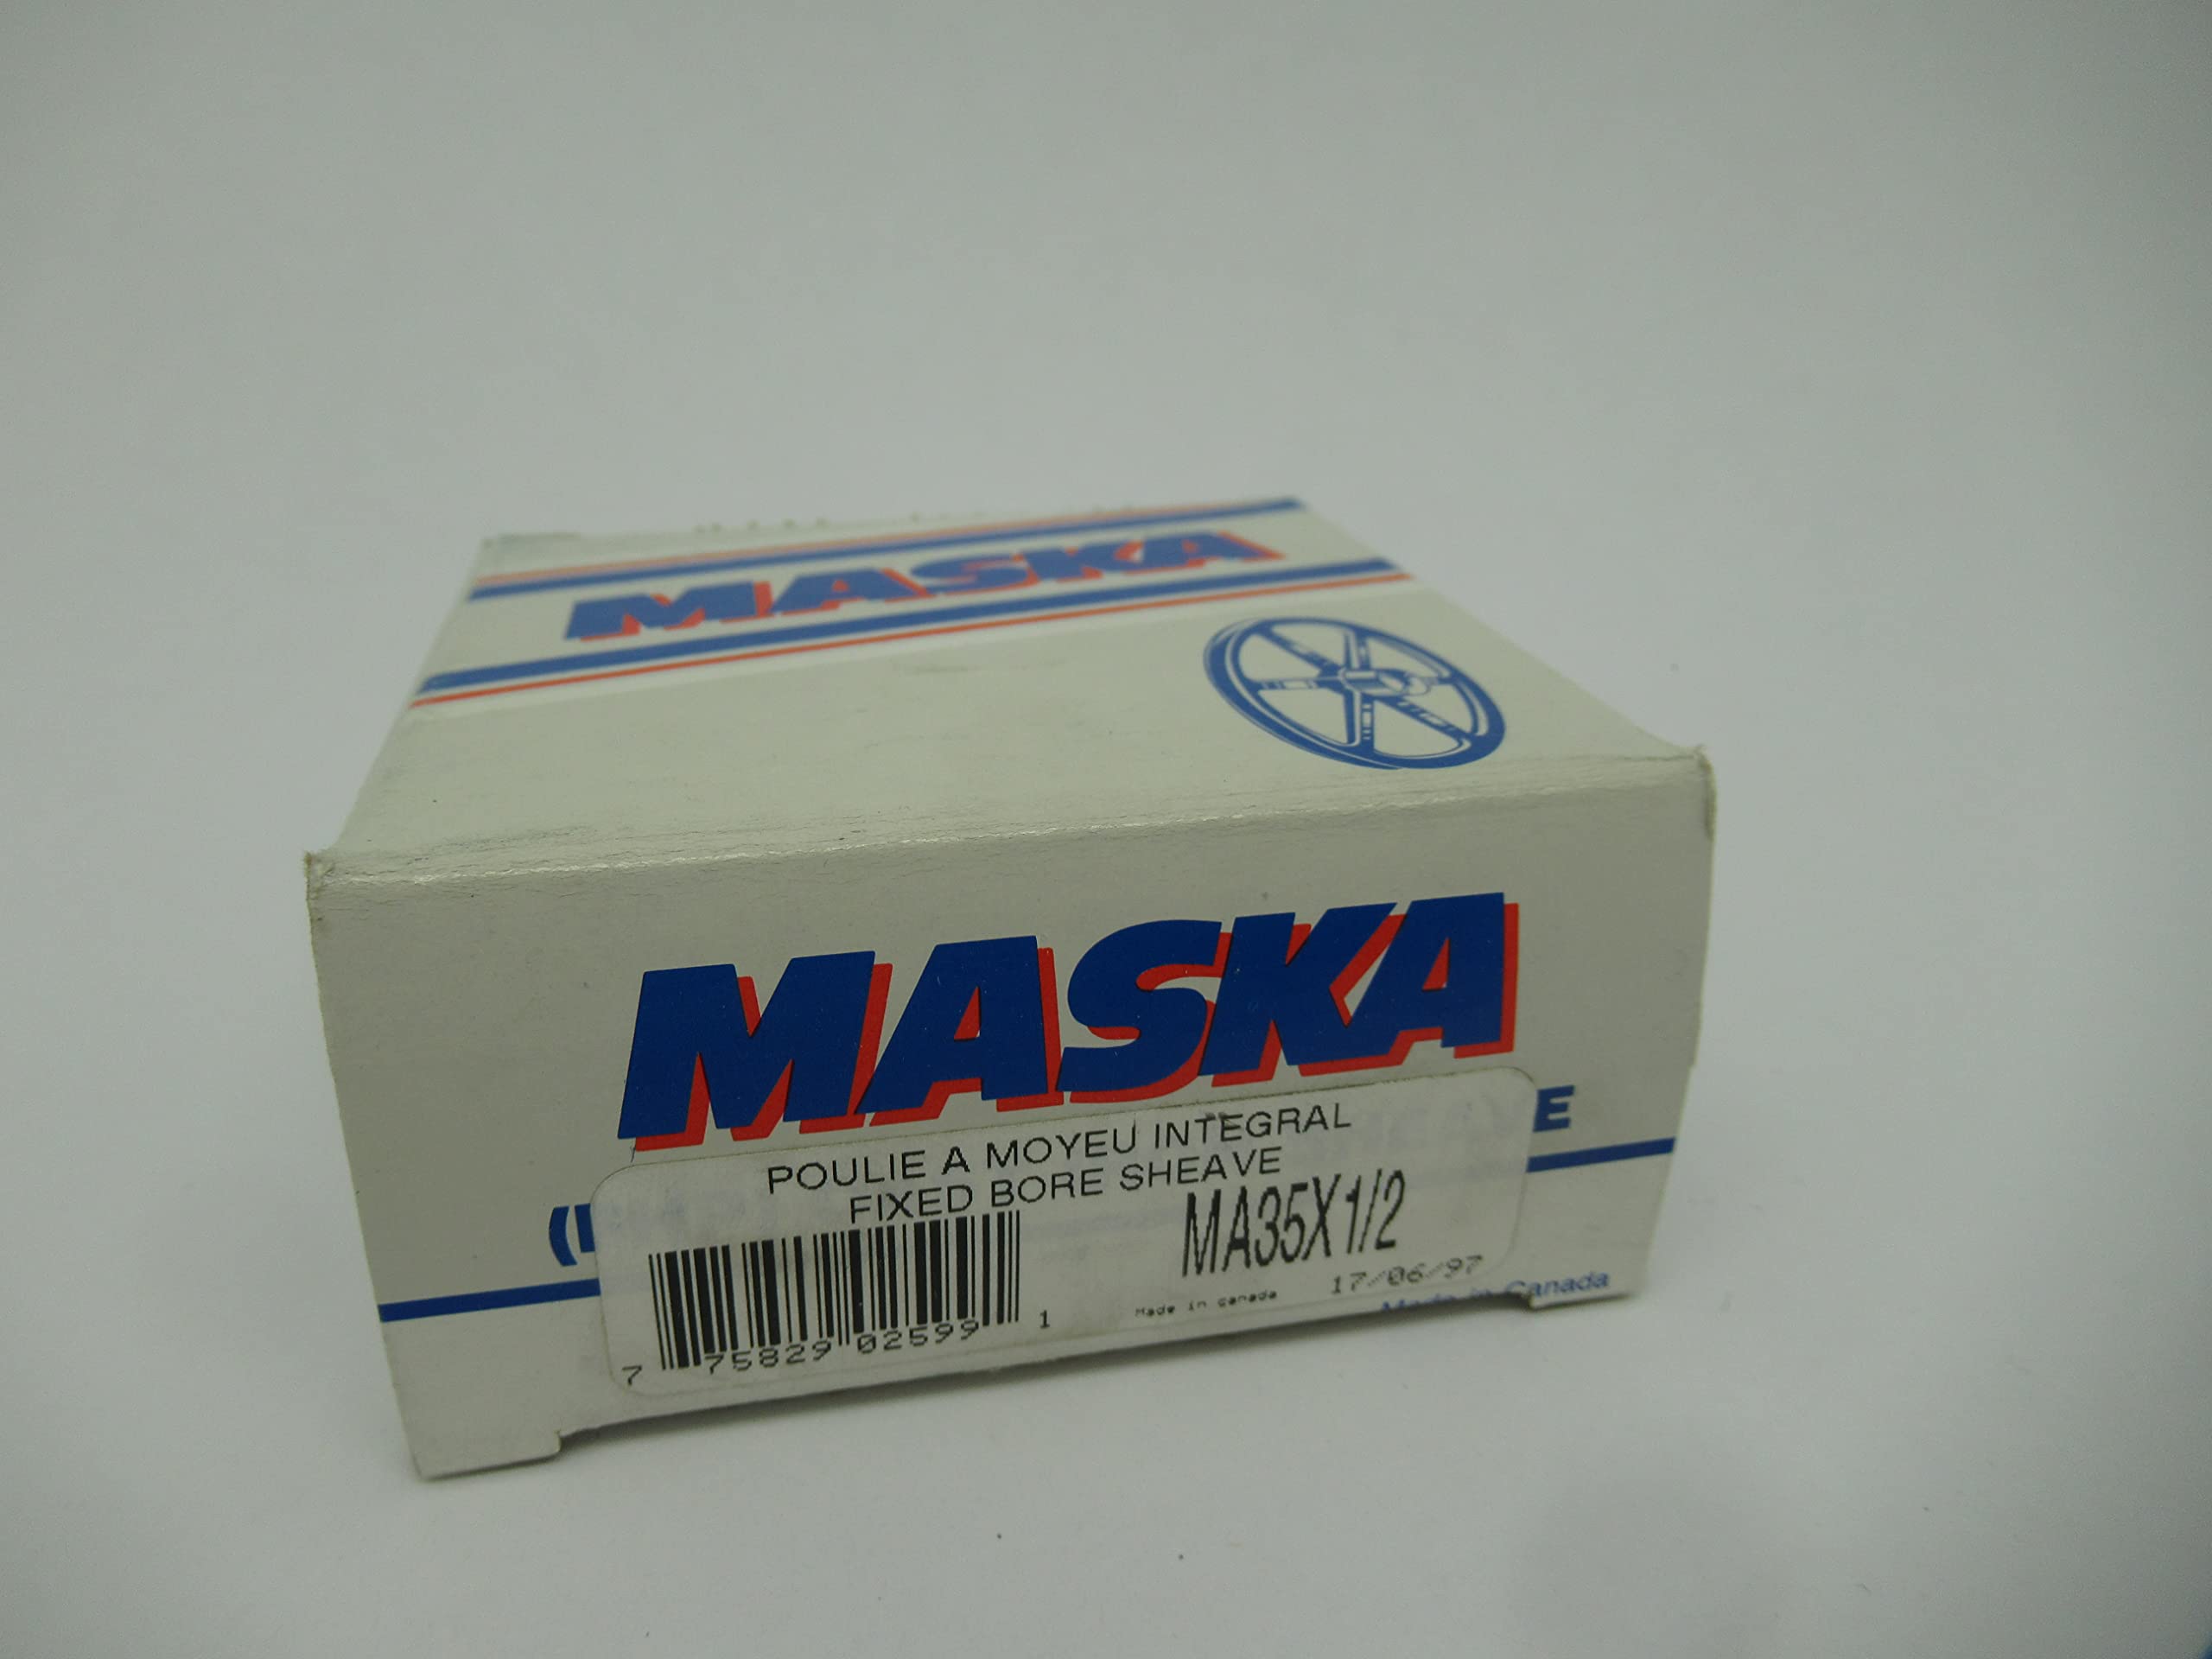 MASKA
MASKA
POULIE A MOYEU INTEGRAL
FIXED BORE SHEAVE
MA35X1/2
7 75829 02599 1
Made in canada
17/06/97
Made in Canada